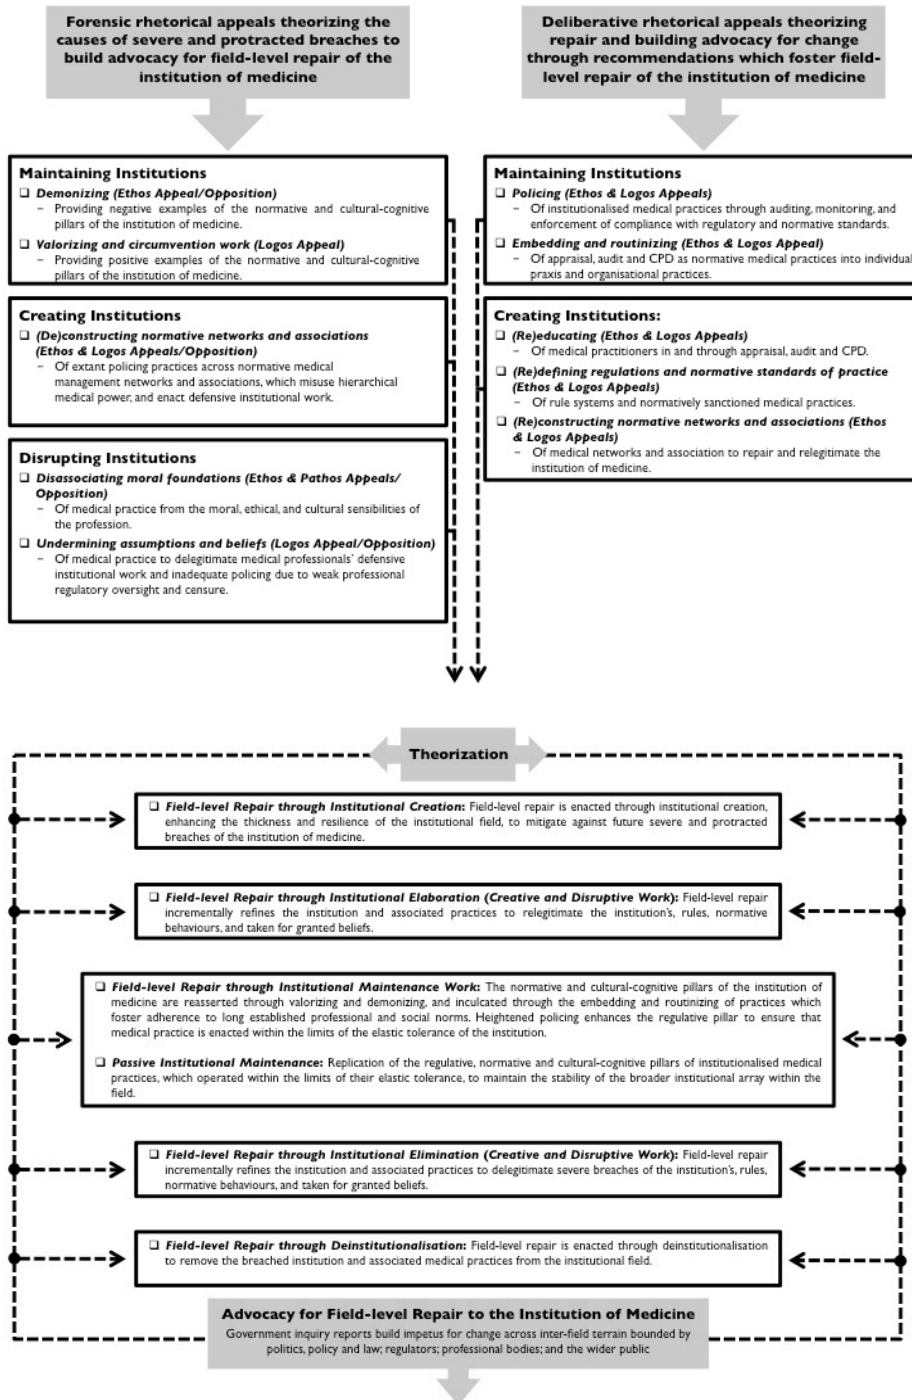 Forensic rhetorical appeals theorizing the
causes of severe and protracted breaches to
build advocacy for field-level repair of the
institution of medicine
Deliberative rhetorical appeals theorizing
repair and building advocacy for change
through recommendations which foster field-
level repair of the institution of medicine
Maintaining Institutions
❑ Demonizing (Ethos Appeal/Opposition)
– Providing negative examples of the normative and cultural-cognitive
pillars of the institution of medicine.
❑ Valorizing and circumvention work (Logos Appeal)
– Providing positive examples of the normative and cultural-cognitive
pillars of the institution of medicine.
Creating Institutions
❑ (De)constructing normative networks and associations
(Ethos & Logos Appeals/Opposition)
– Of extant policing practices across normative medical
management networks and associations, which misuse hierarchical
medical power, and enact defensive institutional work.
Disrupting Institutions
❑ Disassociating moral foundations (Ethos & Pathos Appeals/
Opposition)
– Of medical practice from the moral, ethical, and cultural sensibilities of
the profession.
❑ Undermining assumptions and beliefs (Logos Appeal/Opposition)
– Of medical practice to delegitimate medical professionals' defensive
institutional work and inadequate policing due to weak professional
regulatory oversight and censure.
Maintaining Institutions
❑ Policing (Ethos & Logos Appeals)
– Of institutionalised medical practices through auditing, monitoring, and
enforcement of compliance with regulatory and normative standards.
❑ Embedding and routinizing (Ethos & Logos Appeal)
– Of appraisal, audit and CPD as normative medical practices into individual
praxis and organisational practices.
Creating Institutions:
❑ (Re)educating (Ethos & Logos Appeals)
– Of medical practitioners in and through appraisal, audit and CPD.
❑ (Re)defining regulations and normative standards of practice
(Ethos & Logos Appeals)
– Of rule systems and normatively sanctioned medical practices.
❑ (Re)constructing normative networks and associations (Ethos
& Logos Appeals)
– Of medical networks and association to repair and relegitimate the
institution of medicine.
Theorization
❑ Field-level Repair through Institutional Creation: Field-level repair is enacted through institutional creation,
enhancing the thickness and resilience of the institutional field, to mitigate against future severe and protracted
breaches of the institution of medicine.
❑ Field-level Repair through Institutional Elaboration (Creative and Disruptive Work): Field-level repair
incrementally refines the institution and associated practices to relegitimate the institution's, rules, normative
behaviours, and taken for granted beliefs.
❑ Field-level Repair through Institutional Maintenance Work: The normative and cultural-cognitive pillars of the institution of
medicine are reasserted through valorizing and demonizing, and inculcated through the embedding and routinizing of practices which
foster adherence to long established professional and social norms. Heightened policing enhances the regulative pillar to ensure that
medical practice is enacted within the limits of the elastic tolerance of the institution.
❑ Passive Institutional Maintenance: Replication of the regulative, normative and cultural-cognitive pillars of institutionalised medical
practices, which operated within the limits of their elastic tolerance, to maintain the stability of the broader institutional array within the
field.
❑ Field-level Repair through Institutional Elimination (Creative and Disruptive Work): Field-level repair
incrementally refines the institution and associated practices to delegitimate severe breaches of the institution's, rules,
normative behaviours, and taken for granted beliefs.
❑ Field-level Repair through Deinstitutionalisation: Field-level repair is enacted through deinstitutionalisation
to remove the breached institution and associated medical practices from the institutional field.
Advocacy for Field-level Repair to the Institution of Medicine
Government inquiry reports build impetus for change across inter-field terrain bounded by
politics, policy and law; regulators; professional bodies; and the wider public